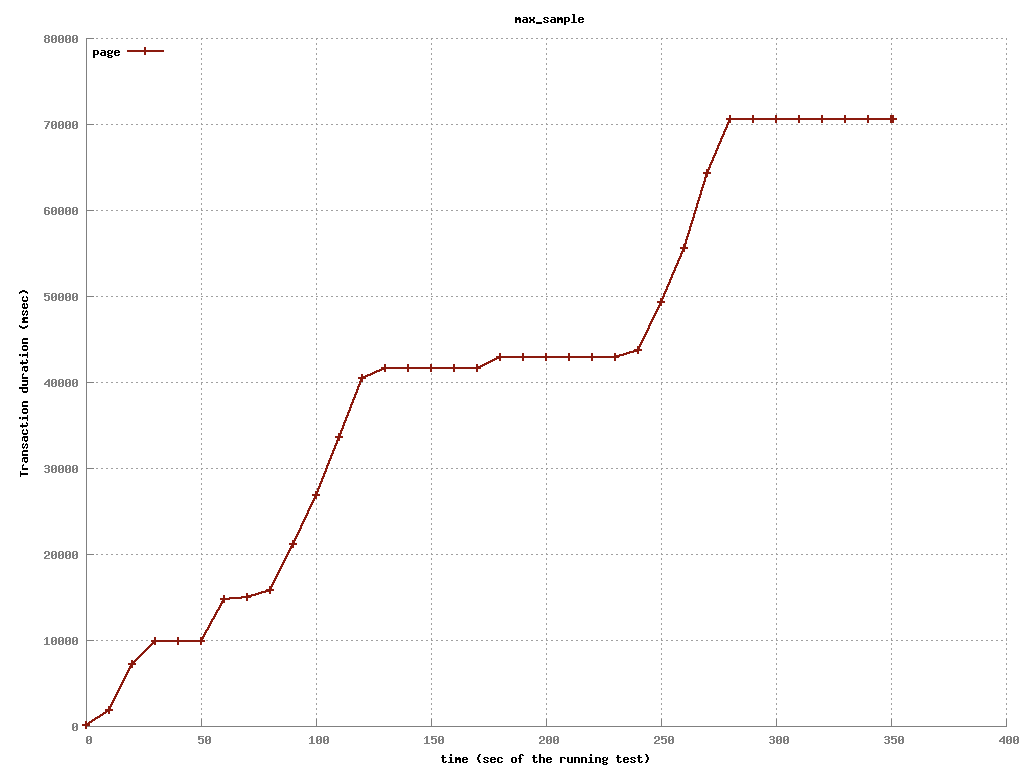 max_sample
page
80000
70000
60000
50000
40000
30000
20000
10000
0
Transaction duration (msec)
0 50 100 150 200 250 300 350 400
time (sec of the running test)